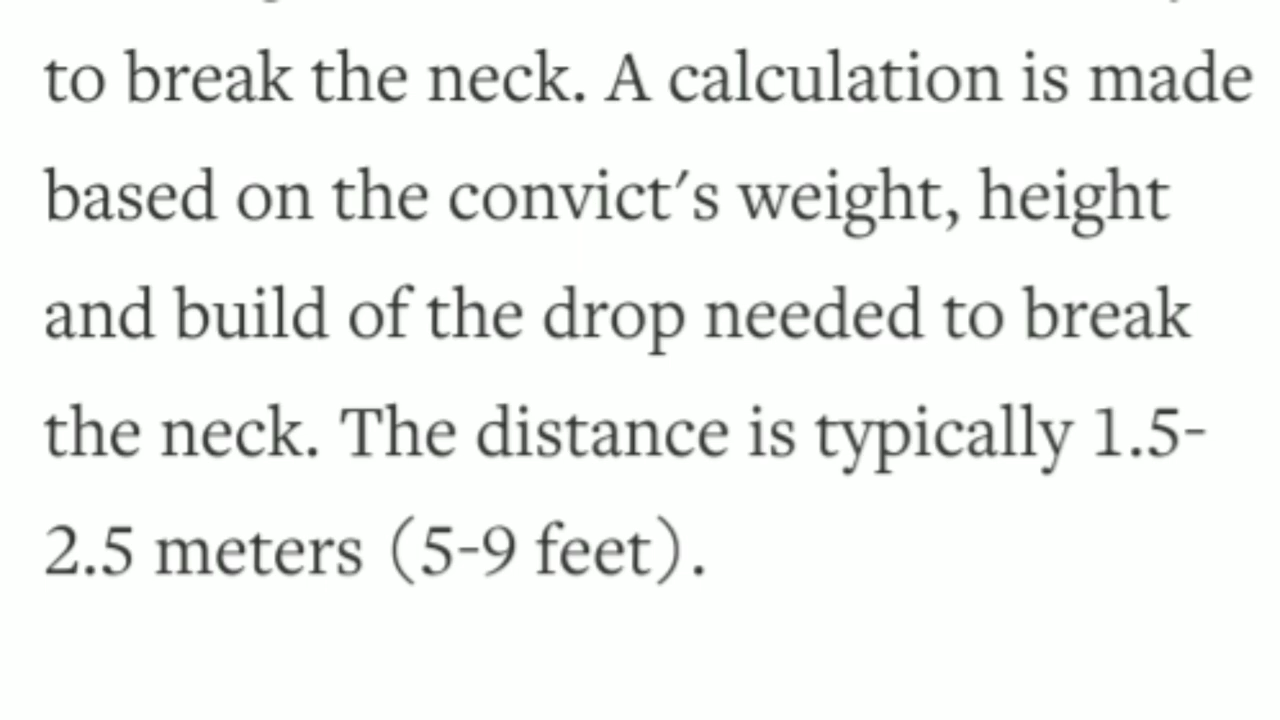 to break the neck. A calculation is made
based on the convict's weight, height
and build of the drop needed to break
the neck. The distance is typically 1.5-
2.5 meters (5-9 feet).